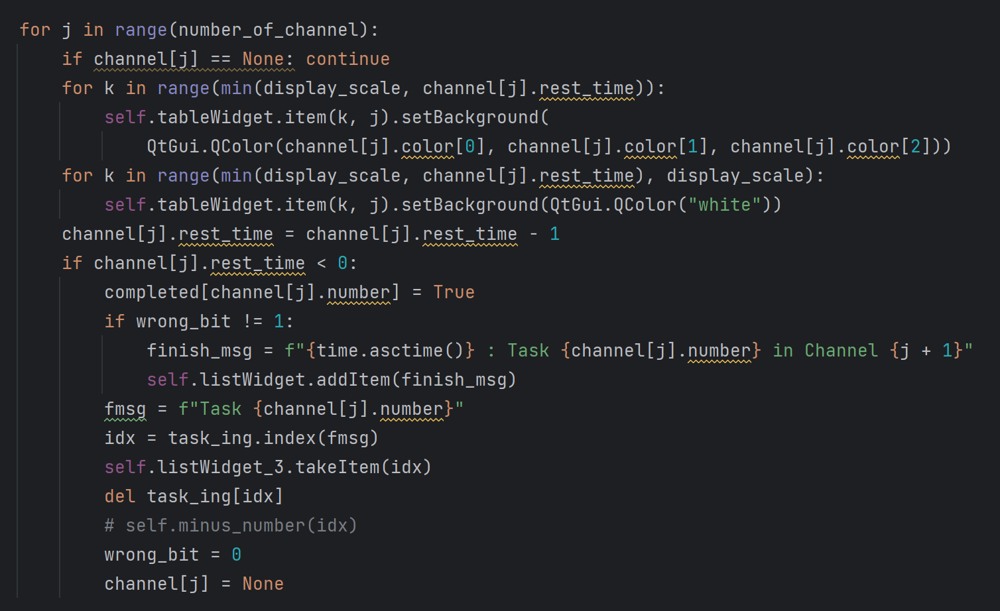 for j in range(number_of_channel):
    if channel[j] == None: continue
    for k in range(min(display_scale, channel[j].rest_time)):
        self.tableWidget.item(k, j).setBackground(
            QtGui.QColor(channel[j].color[0], channel[j].color[1], channel[j].color[2]))
    for k in range(min(display_scale, channel[j].rest_time), display_scale):
        self.tableWidget.item(k, j).setBackground(QtGui.QColor("white"))
    channel[j].rest_time = channel[j].rest_time - 1
    if channel[j].rest_time < 0:
        completed[channel[j].number] = True
        if wrong_bit != 1:
            finish_msg = f"{time.asctime()} : Task {channel[j].number} in Channel {j + 1}"
            self.listWidget.addItem(finish_msg)
        fmsg = f"Task {channel[j].number}"
        idx = task_ing.index(fmsg)
        self.listWidget_3.takeItem(idx)
        del task_ing[idx]
        # self.minus_number(idx)
        wrong_bit = 0
        channel[j] = None